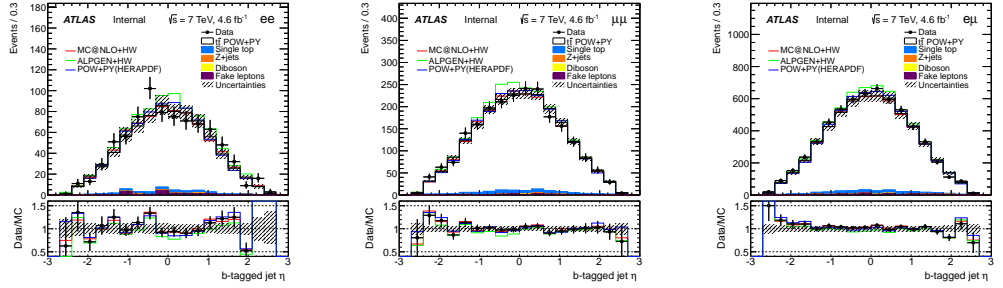 ATLAS Internal √s = 7 TeV, 4.6 fb-1 ee
Data
tt̄ POW+PY
Single top
Z+jets
Diboson
Fake leptons
Uncertainties
MC@NLO+HW
ALPGEN+HW
POW+PY(HERAPDF)
Events / 0.3
180
160
140
120
100
80
60
40
20
0
Data/MC
1.5
1
0.5
-3 -2 -1 0 1 2 3
b-tagged jet η
ATLAS Internal √s = 7 TeV, 4.6 fb-1 μμ
Data
tt̄ POW+PY
Single top
Z+jets
Diboson
Fake leptons
Uncertainties
MC@NLO+HW
ALPGEN+HW
POW+PY(HERAPDF)
Events / 0.3
400
350
300
250
200
150
100
50
0
Data/MC
1.5
1
0.5
-3 -2 -1 0 1 2 3
b-tagged jet η
ATLAS Internal √s = 7 TeV, 4.6 fb-1 eμ
Data
tt̄ POW+PY
Single top
Z+jets
Diboson
Fake leptons
Uncertainties
MC@NLO+HW
ALPGEN+HW
POW+PY(HERAPDF)
Events / 0.3
1000
800
600
400
200
0
Data/MC
1.5
1
0.5
-3 -2 -1 0 1 2 3
b-tagged jet η